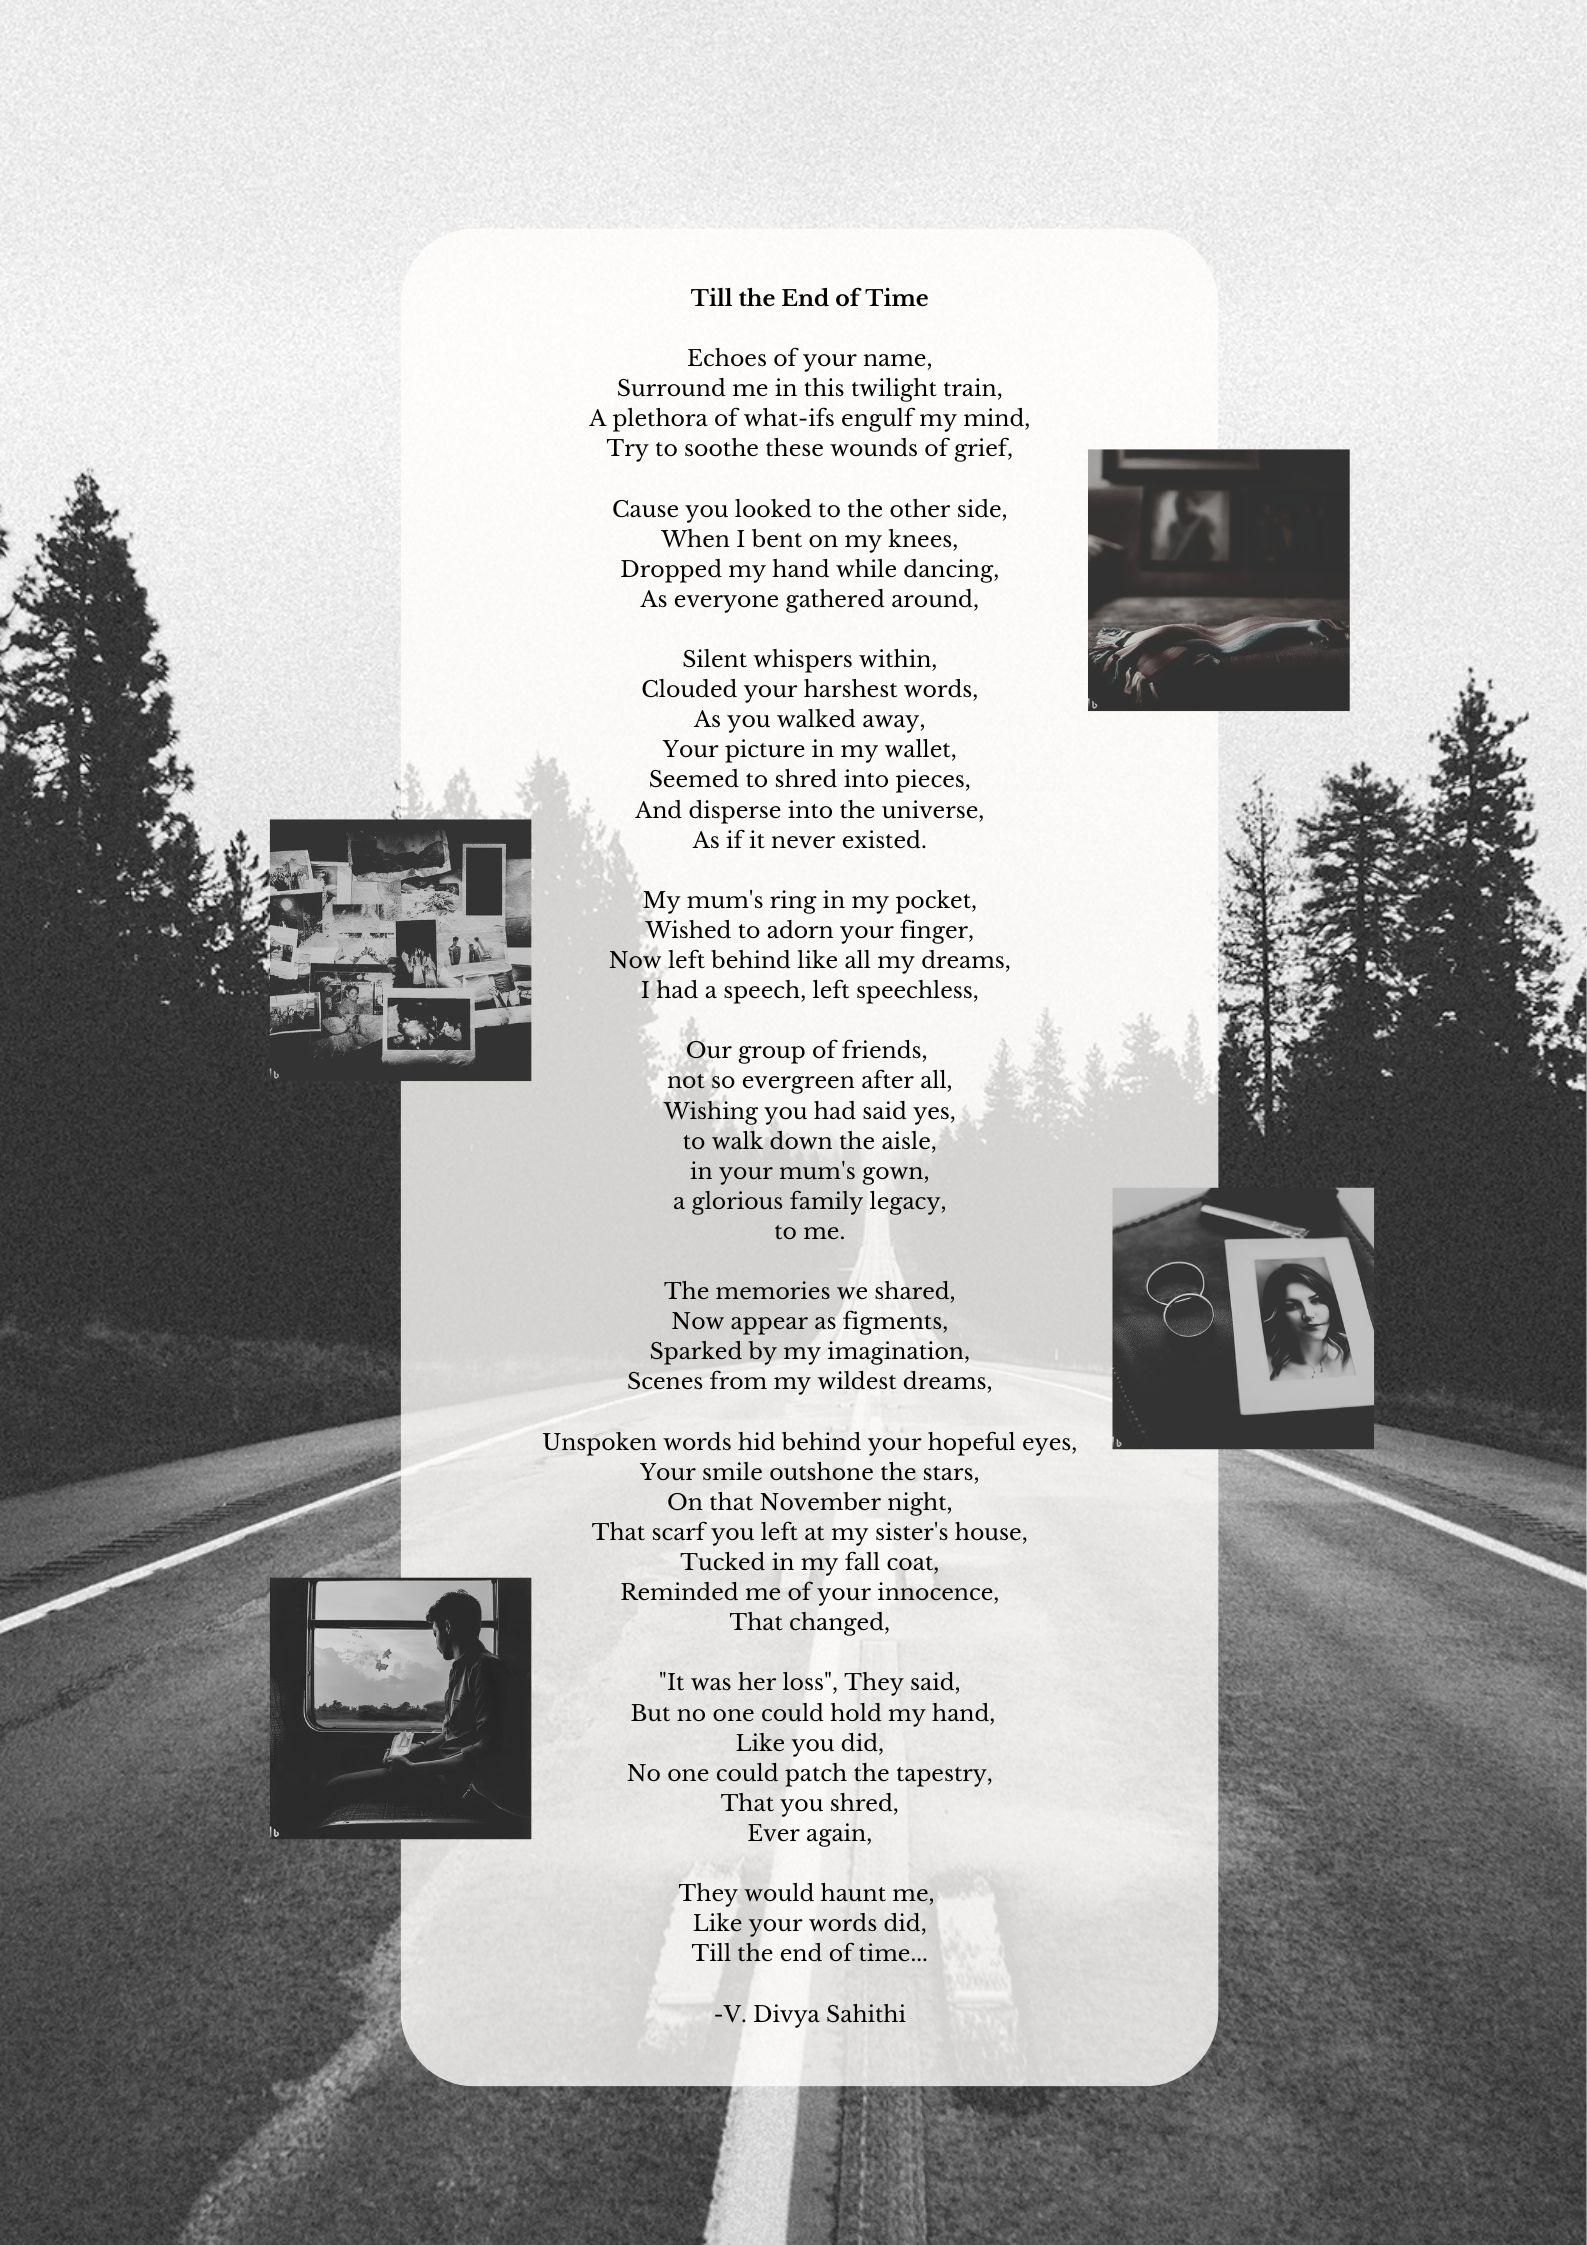 Till the End of Time
Echoes of your name,
Surround me in this twilight train,
A plethora of what-ifs engulf my mind,
Try to soothe these wounds of grief,
Cause you looked to the other side,
When I bent on my knees,
Dropped my hand while dancing,
As everyone gathered around,
Silent whispers within,
Clouded your harshest words,
As you walked away,
Your picture in my wallet,
Seemed to shred into pieces,
And disperse into the universe,
As if it never existed.
My mum's ring in my pocket,
Wished to adorn your finger,
Now left behind like all my dreams,
I had a speech, left speechless,
Our group of friends,
not so evergreen after all,
Wishing you had said yes,
to walk down the aisle,
in your mum's gown,
a glorious family legacy,
to me.
The memories we shared,
Now appear as figments,
Sparked by my imagination,
Scenes from my wildest dreams,
Unspoken words hid behind your hopeful eyes,
Your smile outshone the stars,
On that November night,
That scarf you left at my sister's house,
Tucked in my fall coat,
Reminded me of your innocence,
That changed,
"It was her loss", They said,
But no one could hold my hand,
Like you did,
No one could patch the tapestry,
That you shred,
Ever again,
They would haunt me,
Like your words did,
Till the end of time...
-V. Divya Sahithi